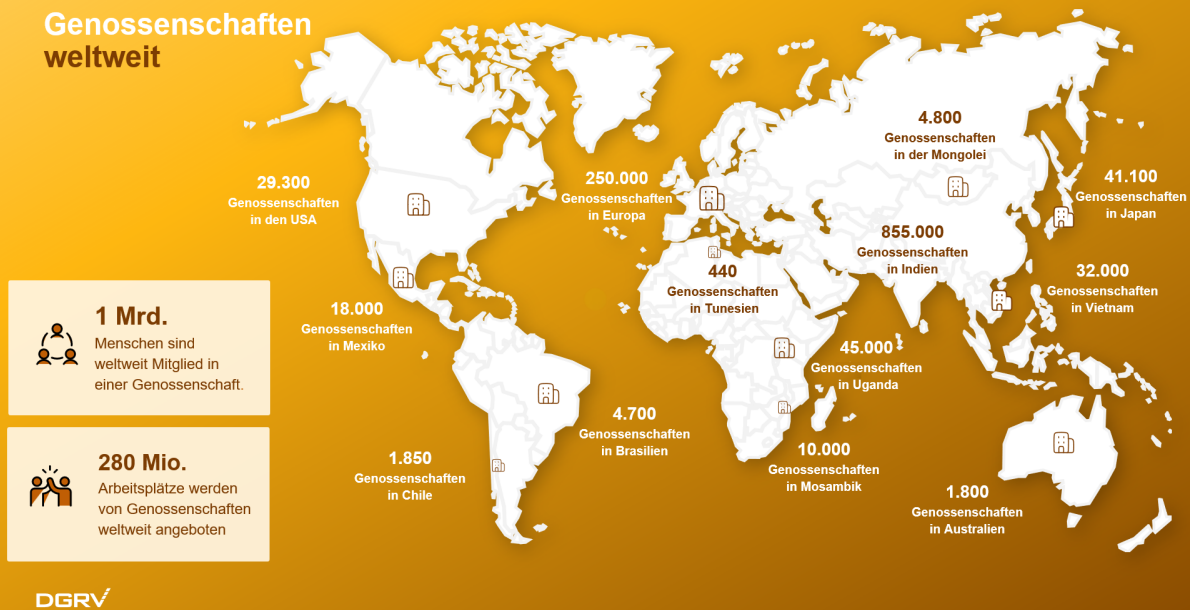 Genossenschaften
weltweit
4.800
Genossenschaften
in der Mongolei
29.300
Genossenschaften
in den USA
250.000
Genossenschaften
in Europa
41.100
Genossenschaften
in Japan
855.000
Genossenschaften
in Indien
440
Genossenschaften
in Tunesien
32.000
Genossenschaften
in Vietnam
18.000
Genossenschaften
in Mexiko
45.000
Genossenschaften
in Uganda
4.700
Genossenschaften
in Brasilien
10.000
Genossenschaften
in Mosambik
1.850
Genossenschaften
in Chile
1.800
Genossenschaften
in Australien
1 Mrd.
Menschen sind
weltweit Mitglied in
einer Genossenschaft.
280 Mio.
Arbeitsplätze werden
von Genossenschaften
weltweit angeboten
DGRV